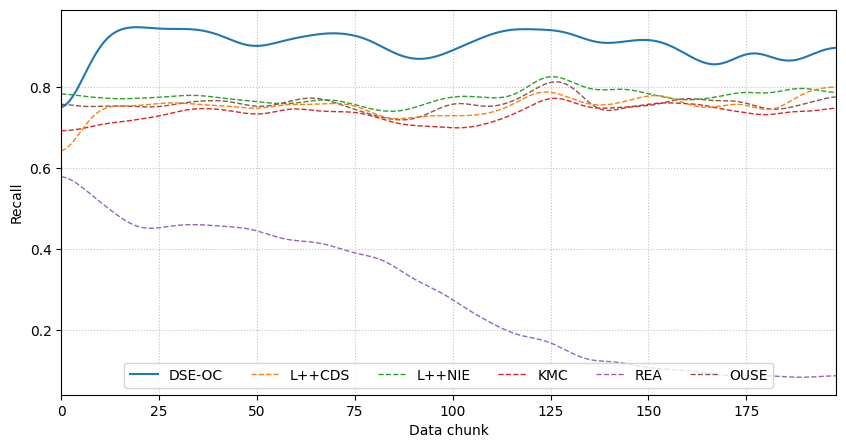 Recall
0.8
0.6
0.4
0.2
DSE-OC L++CDS L++NIE KMC REA OUSE
0 25 50 75 100 125 150 175
Data chunk